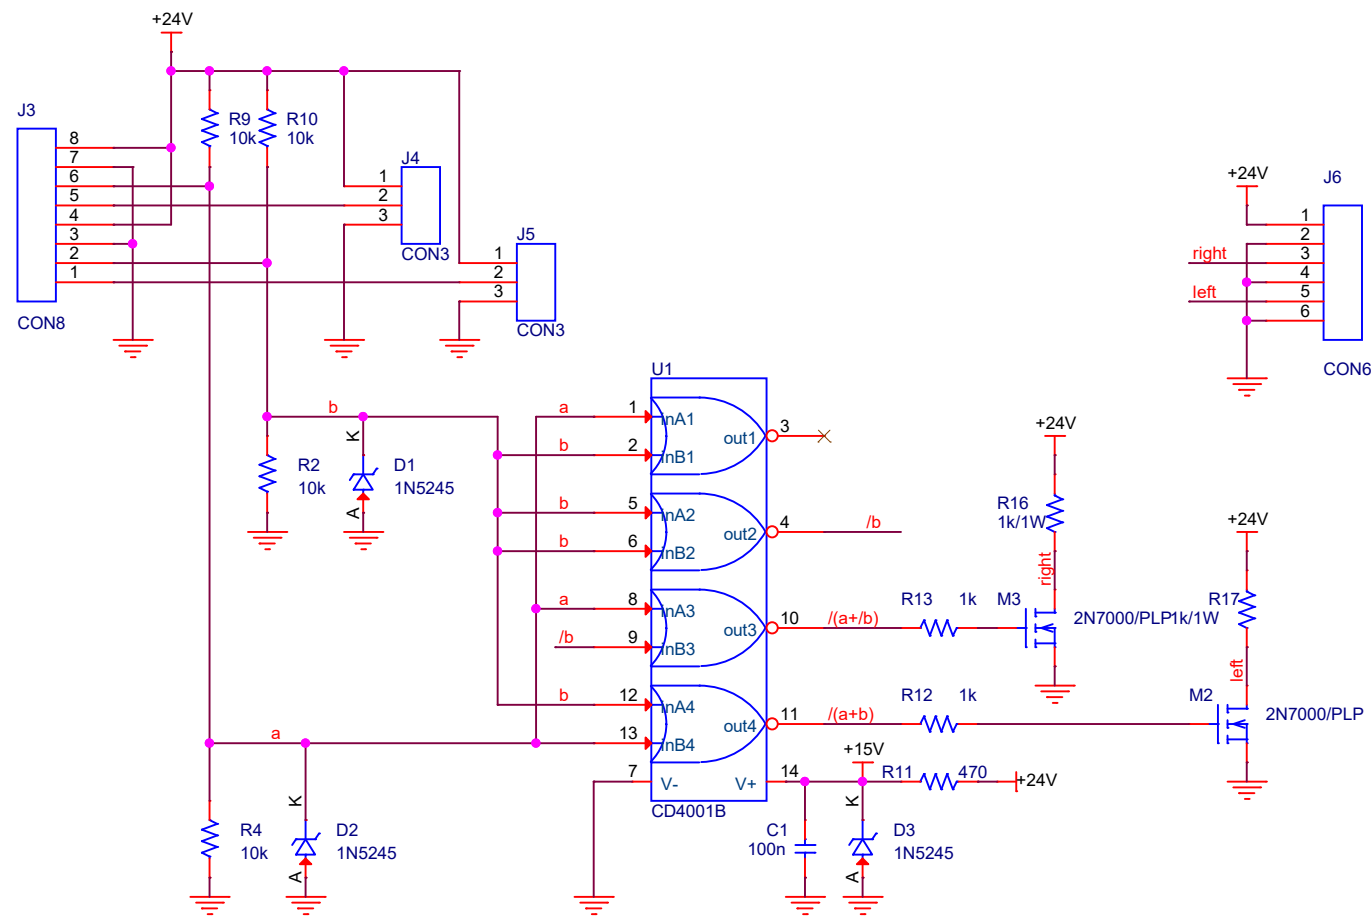 +24V
J3
R9
10k
R10
10k
8
7
6
5
4
3
2
1
CON8
J4
1
2
3
CON3
J5
1
2
3
CON3
+24V
J6
right
left
1
2
3
4
5
6
CON6
b
R2
10k
K
A
D1
1N5245
U1
a
1
inA1
b
2
inB1
out1
3
b
5
inA2
b
6
inB2
out2
4
/b
a
8
inA3
/b
9
inB3
out3
10
/(a+/b)
b
12
inA4
13
inB4
out4
11
/(a+b)
7
V-
V+
14
CD4001B
R13
1k
M3
2N7000/PLP
+24V
R16
1k/1W
right
+24V
R17
1k/1W
left
R12
1k
M2
2N7000/PLP
+15V
R11
470
+24V
a
R4
10k
K
A
D2
1N5245
C1
100n
K
A
D3
1N5245